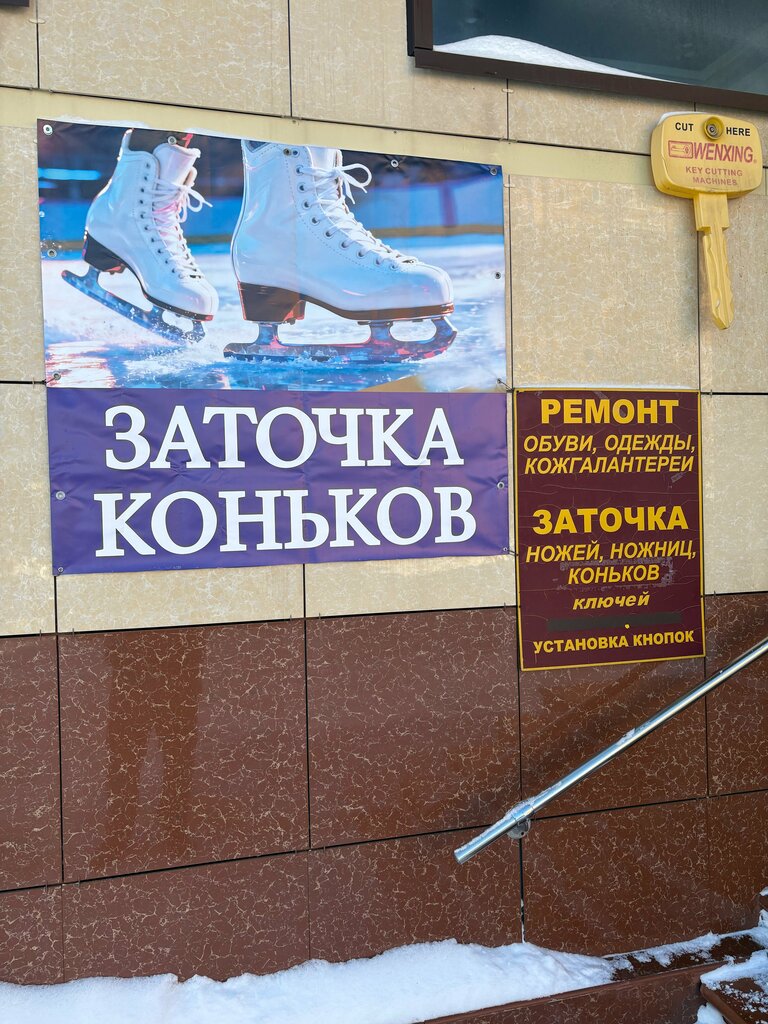 CUT HERE
WENXING
KEY CUTTING
MACHINES
ЗАТОЧКА
КОНЬКОВ
РЕМОНТ
ОБУВИ, ОДЕЖДЫ,
КОЖГАЛАНТЕРЕИ
ЗАТОЧКА
НОЖЕЙ, НОЖНИЦ,
КОНЬКОВ
ключей
УСТАНОВКА КНОПОК